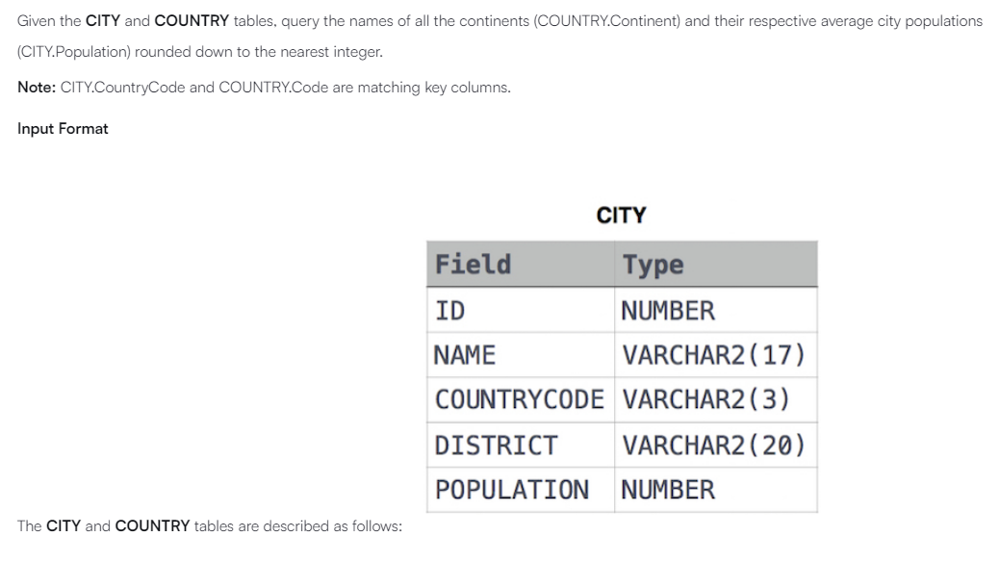 Given the CITY and COUNTRY tables, query the names of all the continents (COUNTRY.Continent) and their respective average city populations
(CITY.Population) rounded down to the nearest integer.
Note: CITY.CountryCode and COUNTRY.Code are matching key columns.
Input Format
CITY
Field Type
ID NUMBER
NAME VARCHAR2(17)
COUNTRYCODE VARCHAR2(3)
DISTRICT VARCHAR2(20)
POPULATION NUMBER
The CITY and COUNTRY tables are described as follows: